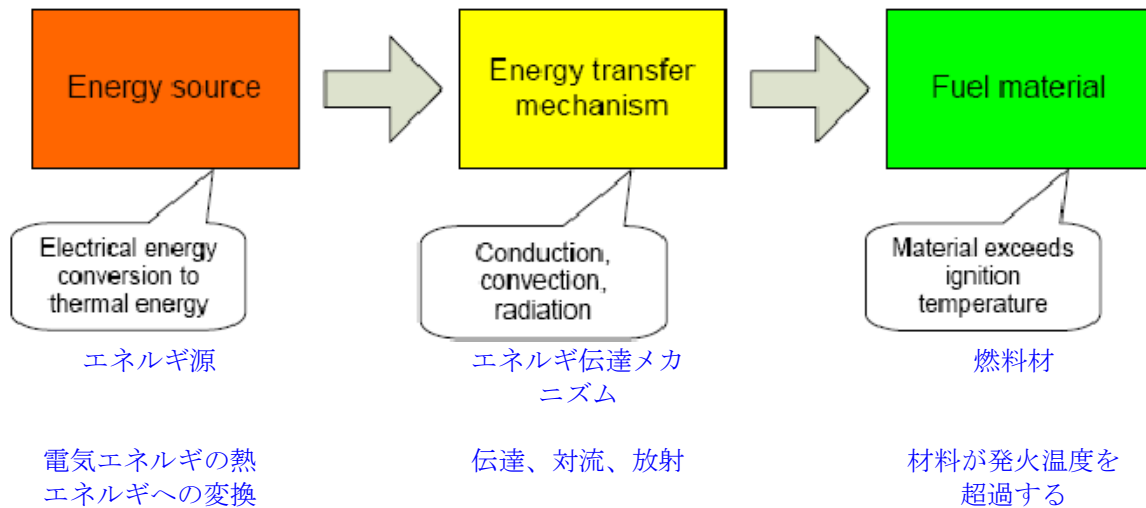 Energy source
Energy transfer
mechanism
Fuel material
Electrical energy
conversion to
thermal energy
Conduction,
convection,
radiation
Material exceeds
ignition
temperature
エネルギ源
エネルギ伝達メカ
ニズム
燃料材
電気エネルギの熱
エネルギへの変換
伝達、対流、放射
材料が発火温度を
超過する